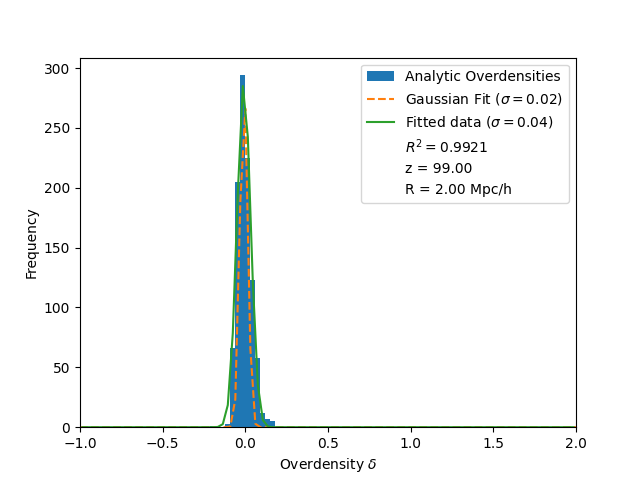 300
250
200
150
100
50
0
Frequency
−1.0 −0.5 0.0 0.5 1.0 1.5 2.0
Overdensity δ
Analytic Overdensities
Gaussian Fit (σ = 0.02)
Fitted data (σ = 0.04)
R² = 0.9921
z = 99.00
R = 2.00 Mpc/h